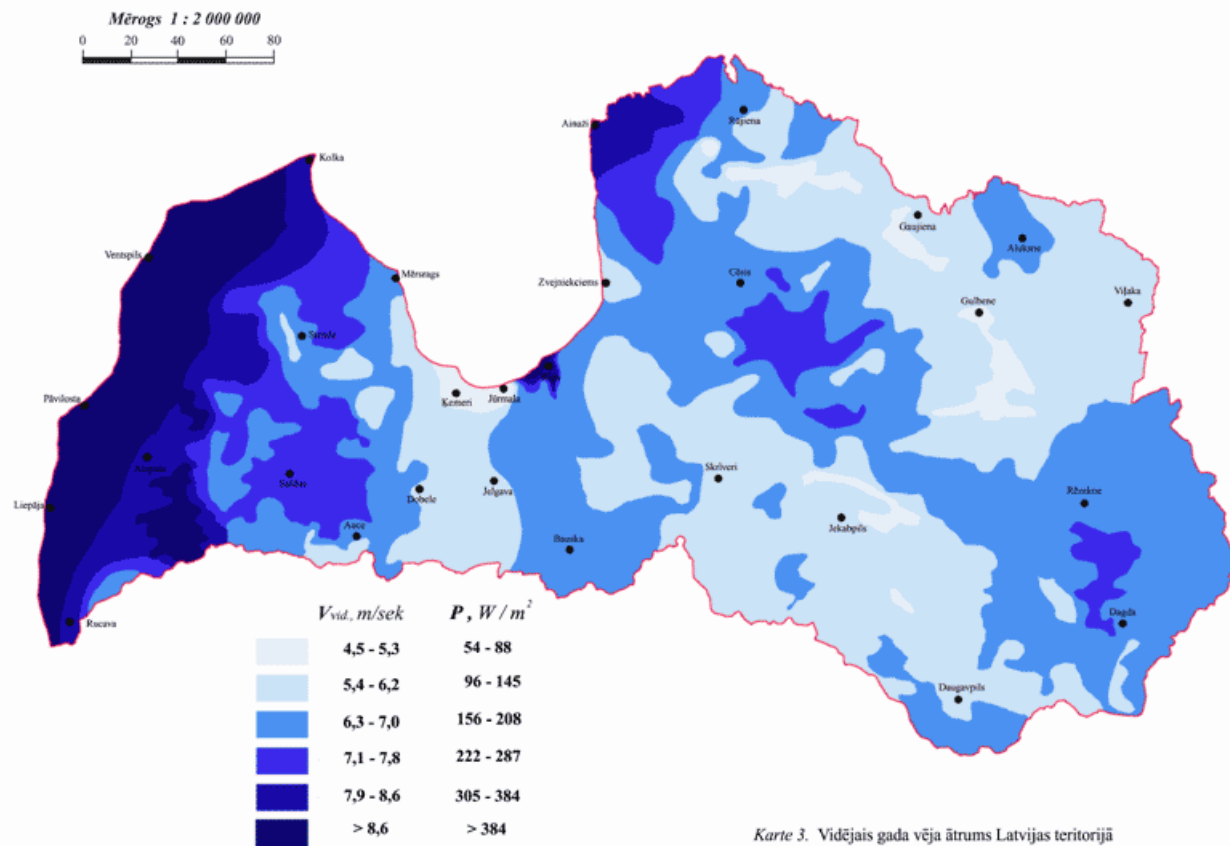 Mērogs 1 : 2 000 000
0 20 40 60 80
Ainaži
Rūjiena
Kolka
Gaujiena
Alūksne
Ventspils
Mērsrags
Zvejniekciems
Cēsis
Viļaka
Gulbene
Pāvilosta
Ķemeri
Jūrmala
Skrīveri
Saldus
Dobele
Jelgava
Rēzekne
Liepāja
Jekabpils
Auce
Bauska
Rucava
Dagda
Daugavpils
Vvid., m/sek P , W / m²
4,5 - 5,3 54 - 88
5,4 - 6,2 96 - 145
6,3 - 7,0 156 - 208
7,1 - 7,8 222 - 287
7,9 - 8,6 305 - 384
> 8,6 > 384
Karte 3. Vidējais gada vēja ātrums Latvijas teritorijā